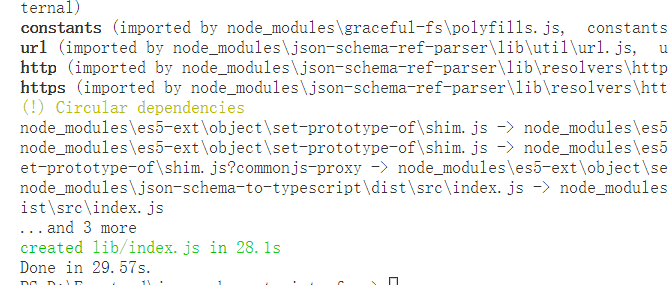 ternal)
constants (imported by node_modules\graceful-fs\polyfills.js, constants
url (imported by node_modules\json-schema-ref-parser\lib\util\url.js, u
http (imported by node_modules\json-schema-ref-parser\lib\resolvers\http
https (imported by node_modules\json-schema-ref-parser\lib\resolvers\htt
(!) Circular dependencies
node_modules\es5-ext\object\set-prototype-of\shim.js -> node_modules\es5
node_modules\es5-ext\object\set-prototype-of\shim.js -> node_modules\es5
et-prototype-of\shim.js?commonjs-proxy -> node_modules\es5-ext\object\se
node_modules\json-schema-to-typescript\dist\src\index.js -> node_modules
ist\src\index.js
...and 3 more
created lib/index.js in 28.1s
Done in 29.57s.